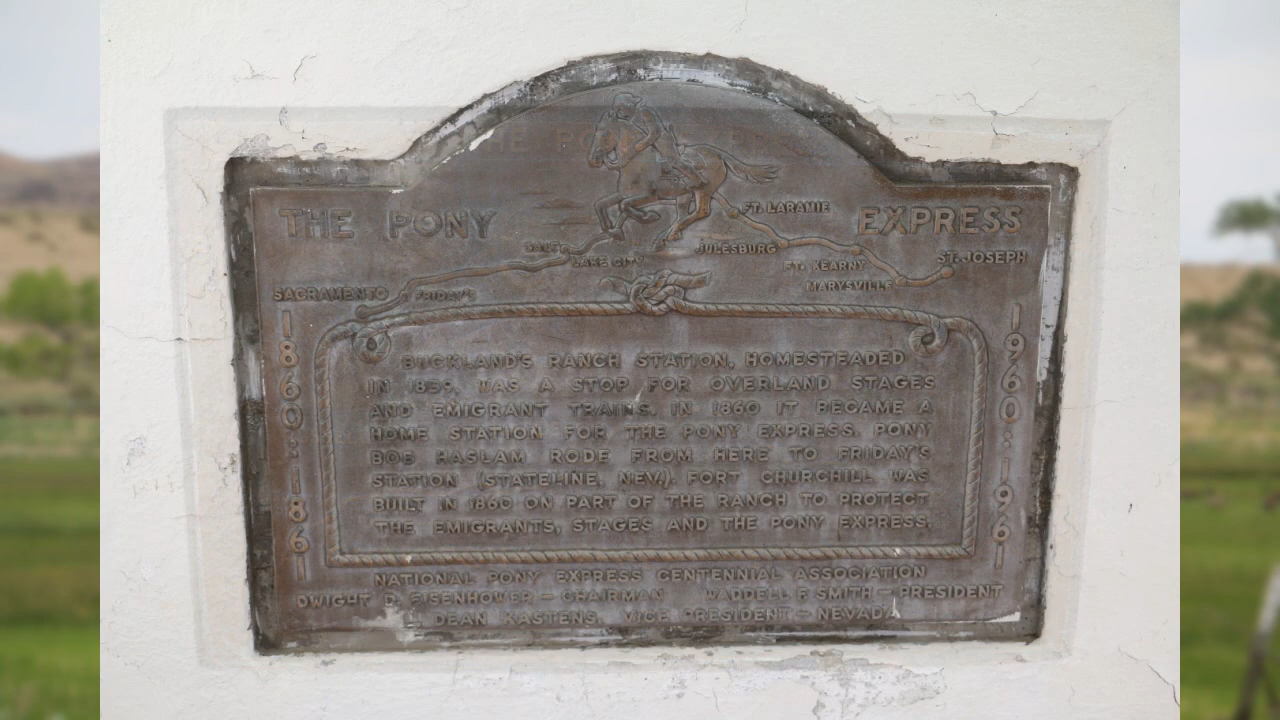 THE PONY EXPRESS
FT. LARAMIE
SALT LAKE CITY
JULESBURG
ST. JOSEPH
FT. KEARNY
MARYSVILLE
SACRAMENTO
FRIDAY'S
1860::1861
1960::1961
BUCKLAND'S RANCH STATION, HOMESTEADED
IN 1859, WAS A STOP FOR OVERLAND STAGES
AND EMIGRANT TRAINS. IN 1860 IT BECAME A
HOME STATION FOR THE PONY EXPRESS. PONY
BOB HASLAM RODE FROM HERE TO FRIDAY'S
STATION (STATELINE, NEV.). FORT CHURCHILL WAS
BUILT IN 1860 ON PART OF THE RANCH TO PROTECT
THE EMIGRANTS, STAGES AND THE PONY EXPRESS.
NATIONAL PONY EXPRESS CENTENNIAL ASSOCIATION
DWIGHT D. EISENHOWER – CHAIRMAN WADDELL F. SMITH – PRESIDENT
L. DEAN KASTENS, VICE PRESIDENT – NEVADA